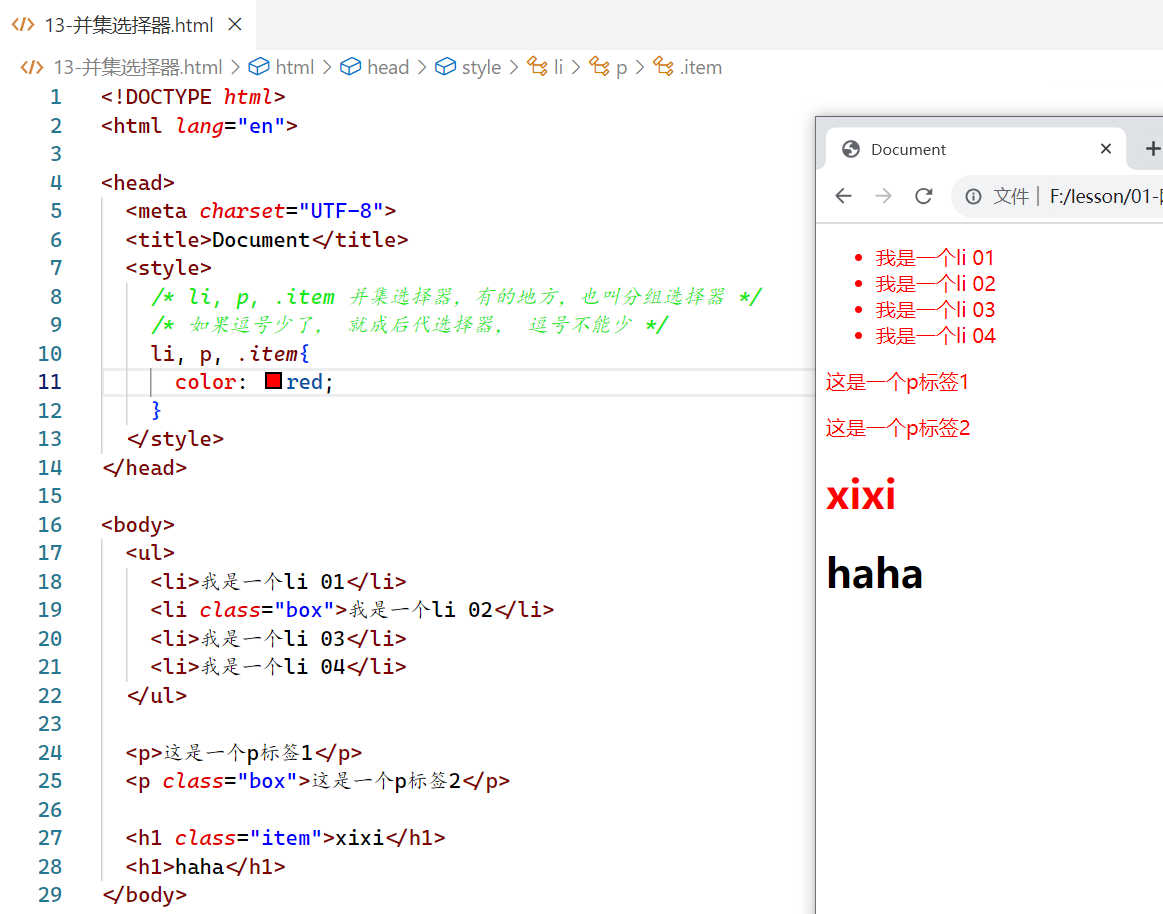 13-并集选择器.html
13-并集选择器.html > html > head > style > li > p > .item
1 <!DOCTYPE html>
2 <html lang="en">
3
4 <head>
5 <meta charset="UTF-8">
6 <title>Document</title>
7 <style>
8 /* li, p, .item 并集选择器, 有的地方, 也叫分组选择器 */
9 /* 如果逗号少了, 就成后代选择器, 逗号不能少 */
10 li, p, .item{
11 color: red;
12 }
13 </style>
14 </head>
15
16 <body>
17 <ul>
18 <li>我是一个li 01</li>
19 <li class="box">我是一个li 02</li>
20 <li>我是一个li 03</li>
21 <li>我是一个li 04</li>
22 </ul>
23
24 <p>这是一个p标签1</p>
25 <p class="box">这是一个p标签2</p>
26
27 <h1 class="item">xixi</h1>
28 <h1>haha</h1>
29 </body>
Document
文件 | F:/lesson/01-
我是一个li 01
我是一个li 02
我是一个li 03
我是一个li 04
这是一个p标签1
这是一个p标签2
xixi
haha